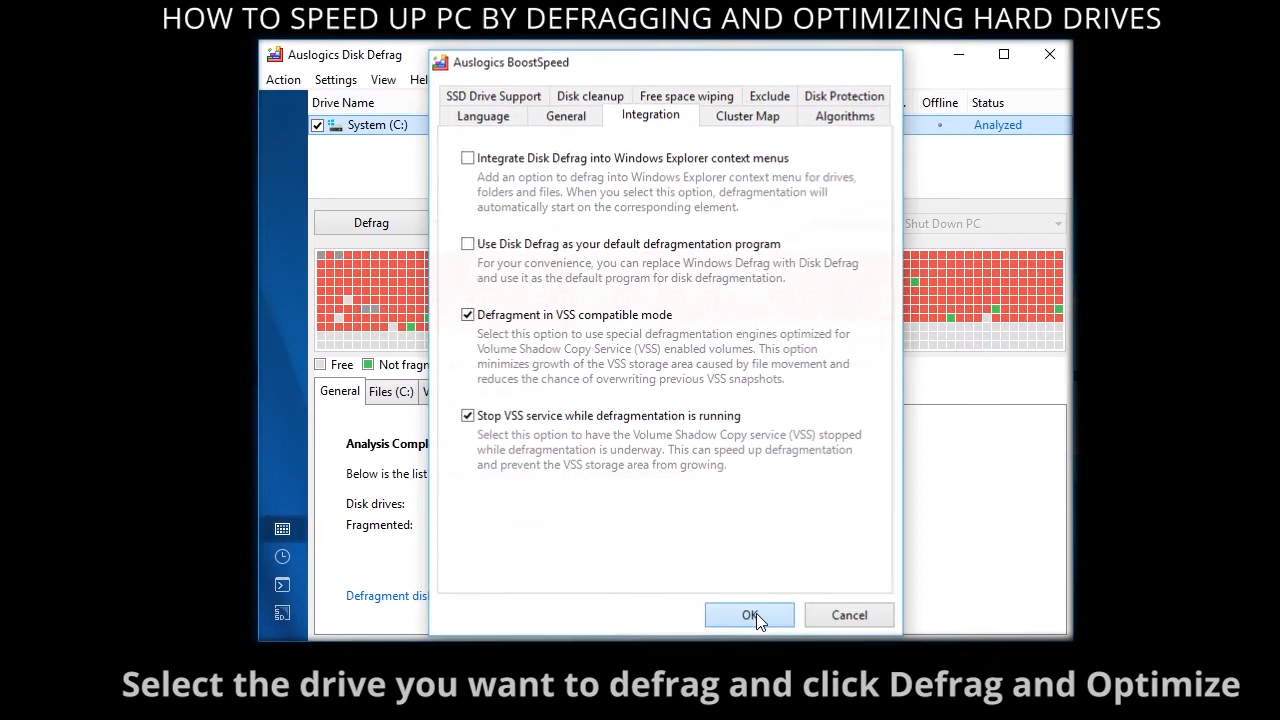 HOW TO SPEED UP PC BY DEFRAGGING AND OPTIMIZING HARD DRIVES
Auslogics Disk Defrag
Action Settings View Hel
Drive Name
Offline Status
System (C:)
Analyzed
Defrag
Shut Down PC
Free Not fragn
General Files (C:) V
Analysis Compl
Below is the list
Disk drives:
Fragmented:
Defragment dis
Auslogics BoostSpeed
SSD Drive Support Disk cleanup Free space wiping Exclude Disk Protection
Language General Integration Cluster Map Algorithms
Integrate Disk Defrag into Windows Explorer context menus
Add an option to defrag into Windows Explorer context menu for drives,
folders and files. When you select this option, defragmentation will
automatically start on the corresponding element.
Use Disk Defrag as your default defragmentation program
For your convenience, you can replace Windows Defrag with Disk Defrag
and use it as the default program for disk defragmentation.
Defragment in VSS compatible mode
Select this option to use special defragmentation engines optimized for
Volume Shadow Copy Service (VSS) enabled volumes. This option
minimizes growth of the VSS storage area caused by file movement and
reduces the chance of overwriting previous VSS snapshots.
Stop VSS service while defragmentation is running
Select this option to have the Volume Shadow Copy service (VSS) stopped
while defragmentation is underway. This can speed up defragmentation
and prevent the VSS storage area from growing.
OK Cancel
Select the drive you want to defrag and click Defrag and Optimize